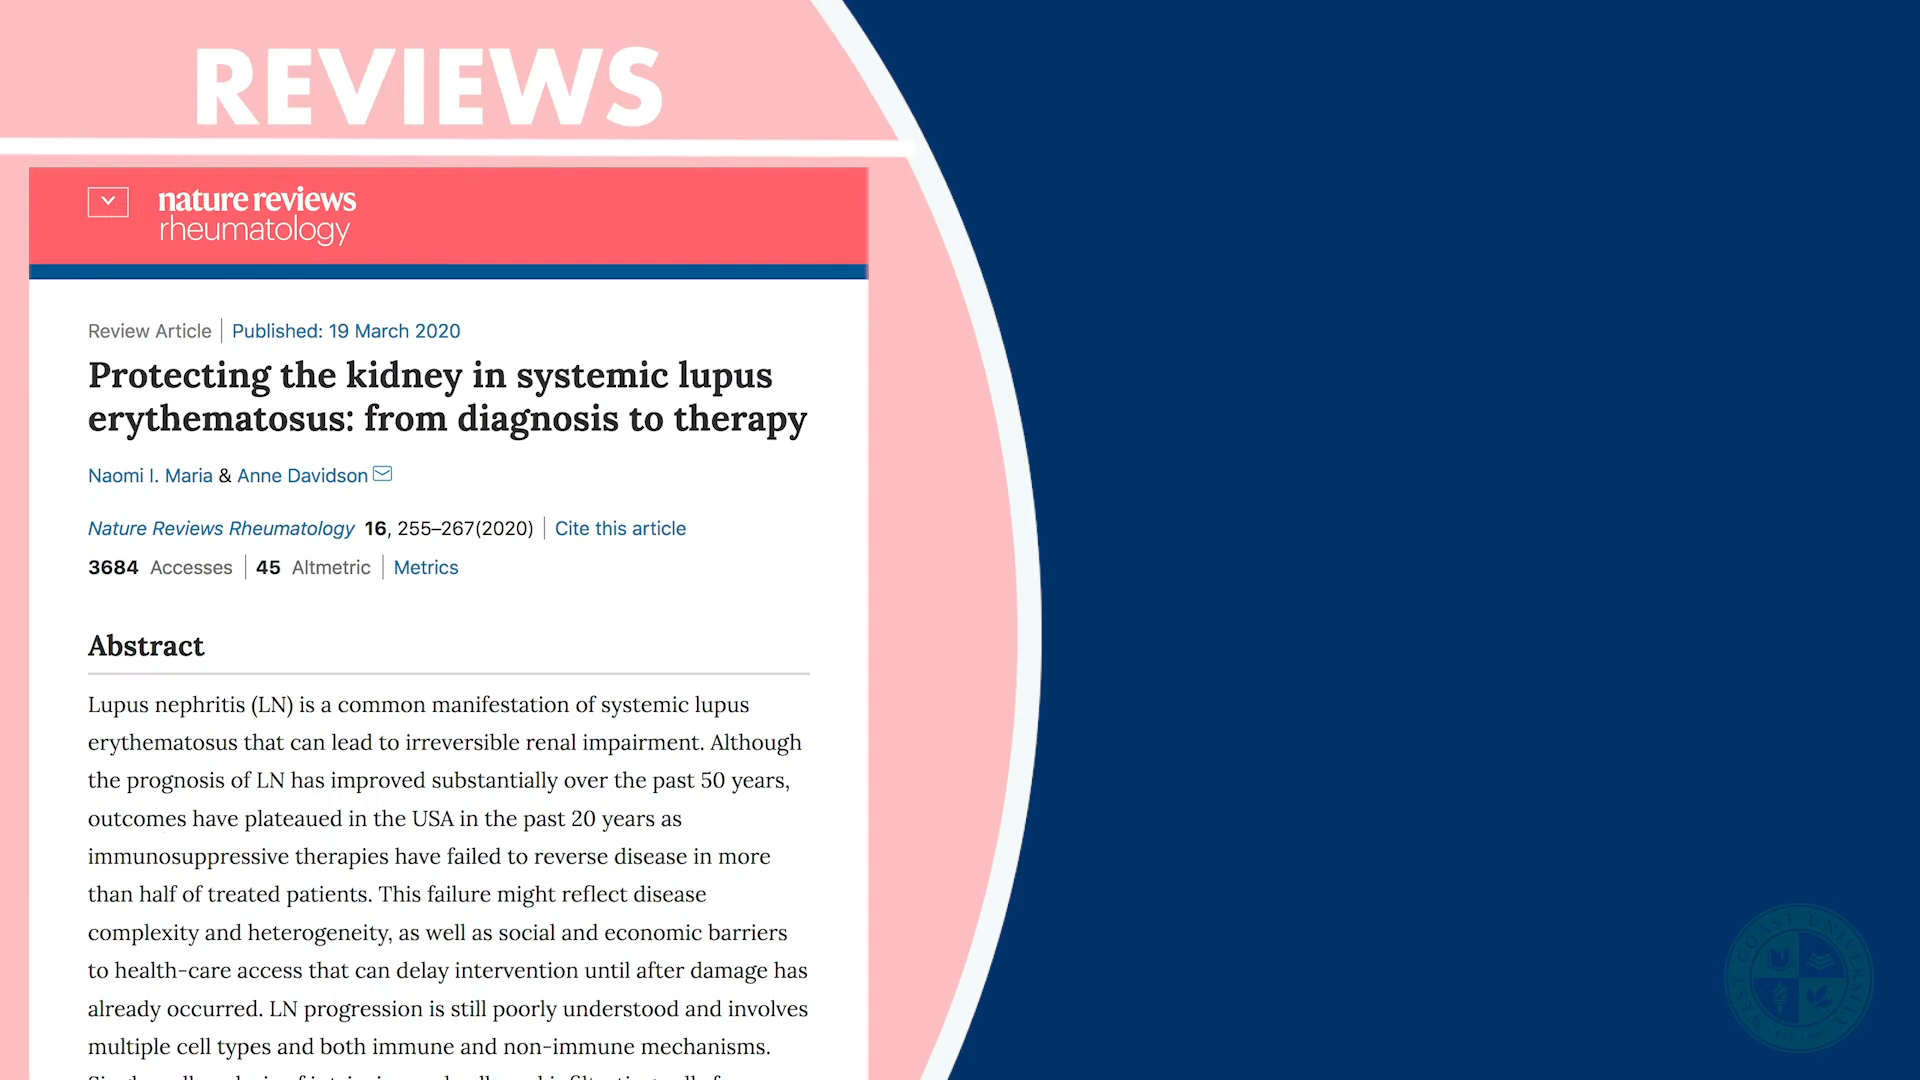 REVIEWS
nature reviews
rheumatology
Review Article | Published: 19 March 2020
Protecting the kidney in systemic lupus
erythematosus: from diagnosis to therapy
Naomi I. Maria & Anne Davidson
Nature Reviews Rheumatology 16, 255–267(2020) | Cite this article
3684 Accesses | 45 Altmetric | Metrics
Abstract
Lupus nephritis (LN) is a common manifestation of systemic lupus
erythematosus that can lead to irreversible renal impairment. Although
the prognosis of LN has improved substantially over the past 50 years,
outcomes have plateaued in the USA in the past 20 years as
immunosuppressive therapies have failed to reverse disease in more
than half of treated patients. This failure might reflect disease
complexity and heterogeneity, as well as social and economic barriers
to health-care access that can delay intervention until after damage has
already occurred. LN progression is still poorly understood and involves
multiple cell types and both immune and non-immune mechanisms.
WEST COAST UNIVERSITY